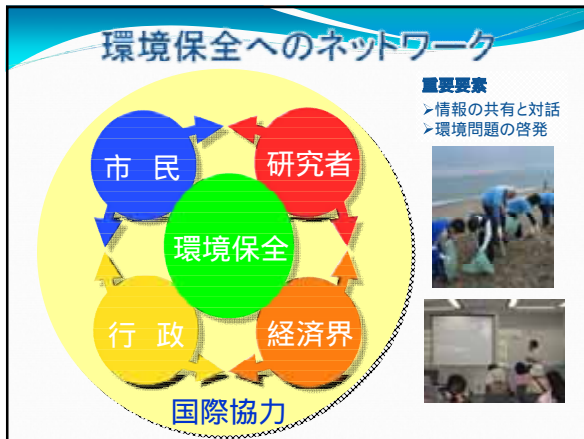 環境保全へのネットワーク
重要要素
➢情報の共有と対話
➢環境問題の啓発
市 民
研究者
環境保全
行 政
経済界
国際協力